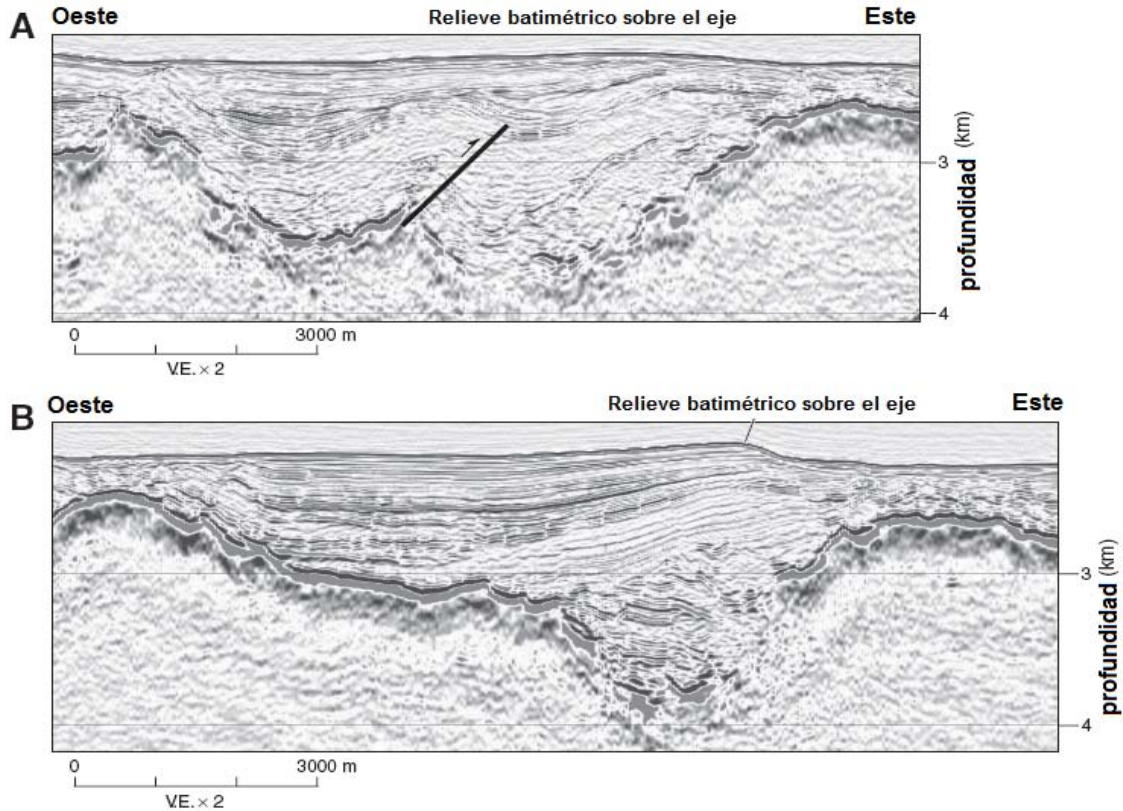 A
Oeste
Relieve batimétrico sobre el eje
Este
3
profundidad (km)
4
0
3000 m
V.E. × 2
B
Oeste
Relieve batimétrico sobre el eje
Este
3
profundidad (km)
4
0
3000 m
V.E. × 2